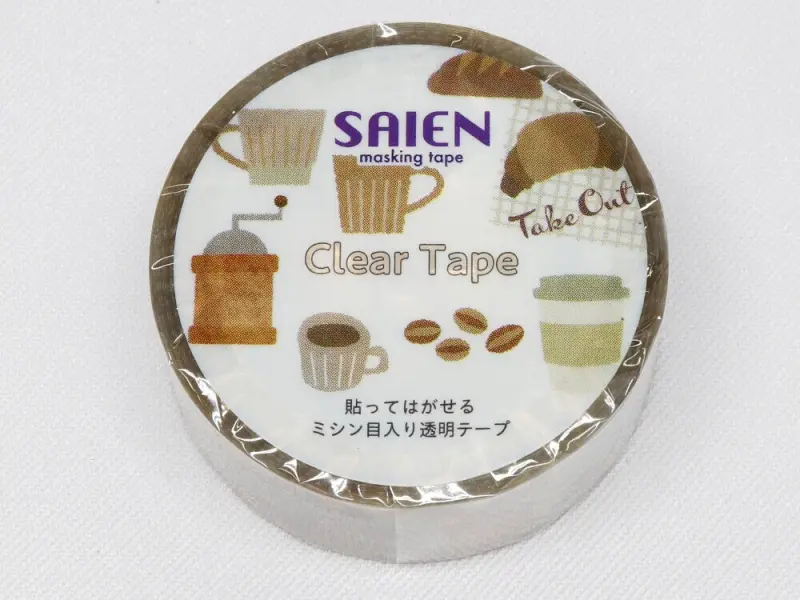 SAIEN
masking tape
Take Out
Clear Tape
貼ってはがせる
ミシン目入り透明テープ